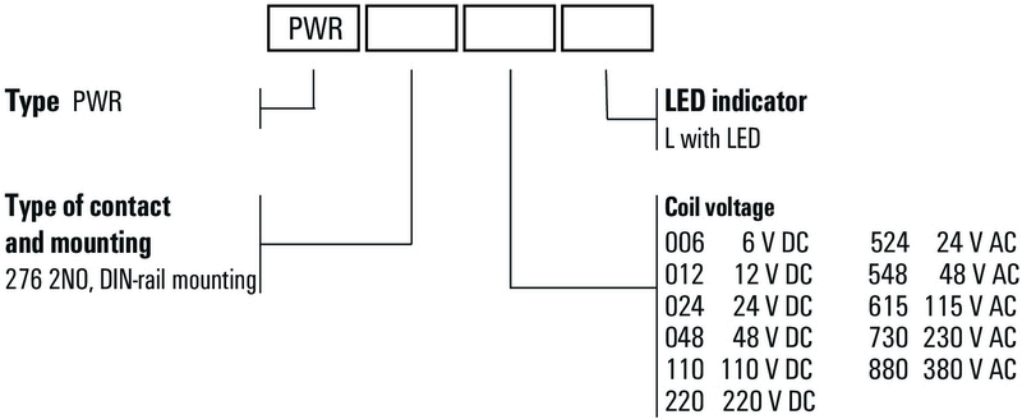 PWR
Type PWR
LED indicator
L with LED
Type of contact
and mounting
276 2NO, DIN-rail mounting
Coil voltage
006 6 V DC 524 24 V AC
012 12 V DC 548 48 V AC
024 24 V DC 615 115 V AC
048 48 V DC 730 230 V AC
110 110 V DC 880 380 V AC
220 220 V DC